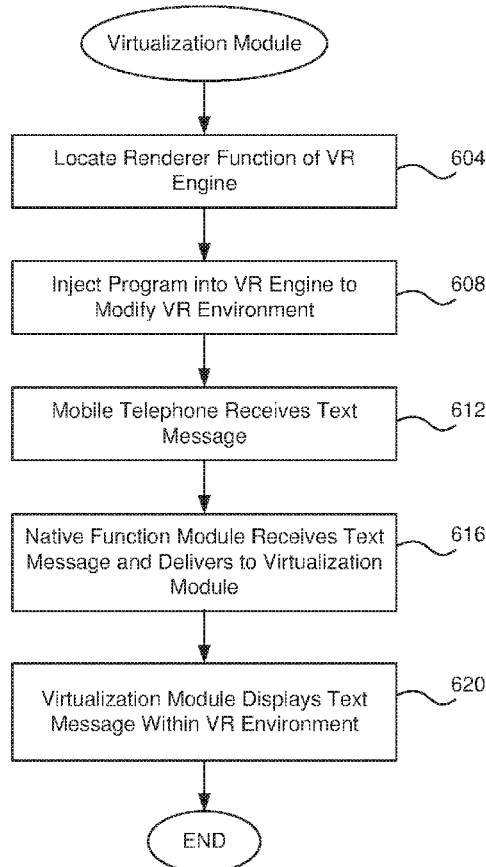 Virtualization Module
Locate Renderer Function of VR
Engine
604
Inject Program into VR Engine to
Modify VR Environment
608
Mobile Telephone Receives Text
Message
612
Native Function Module Receives Text
Message and Delivers to Virtualization
Module
616
Virtualization Module Displays Text
Message Within VR Environment
620
END